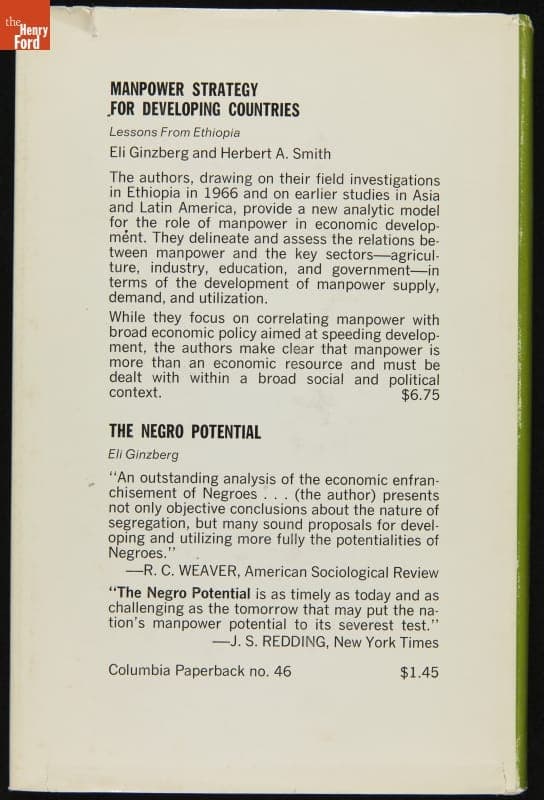 the
Henry
Ford
MANPOWER STRATEGY
FOR DEVELOPING COUNTRIES
Lessons From Ethiopia
Eli Ginzberg and Herbert A. Smith
The authors, drawing on their field investigations
in Ethiopia in 1966 and on earlier studies in Asia
and Latin America, provide a new analytic model
for the role of manpower in economic develop-
ment. They delineate and assess the relations be-
tween manpower and the key sectors—agricul-
ture, industry, education, and government—in
terms of the development of manpower supply,
demand, and utilization.
While they focus on correlating manpower with
broad economic policy aimed at speeding develop-
ment, the authors make clear that manpower is
more than an economic resource and must be
dealt with within a broad social and political
context. $6.75
THE NEGRO POTENTIAL
Eli Ginzberg
"An outstanding analysis of the economic enfran-
chisement of Negroes . . . (the author) presents
not only objective conclusions about the nature of
segregation, but many sound proposals for devel-
oping and utilizing more fully the potentialities of
Negroes."
—R. C. WEAVER, American Sociological Review
"The Negro Potential is as timely as today and as
challenging as the tomorrow that may put the na-
tion's manpower potential to its severest test."
—J. S. REDDING, New York Times
Columbia Paperback no. 46 $1.45